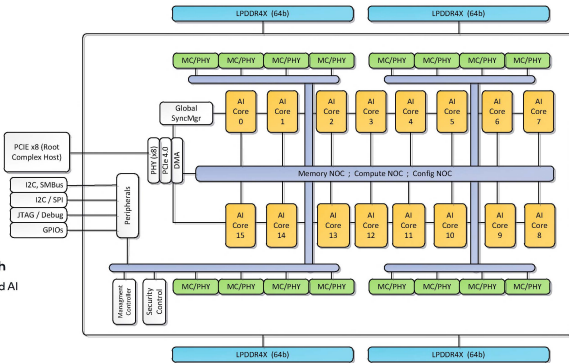 LPDDR4X (64b)
LPDDR4X (64b)
MC/PHY
MC/PHY
MC/PHY
MC/PHY
MC/PHY
MC/PHY
MC/PHY
MC/PHY
Global
SyncMgr
AI
Core
0
AI
Core
1
AI
Core
2
AI
Core
3
AI
Core
4
AI
Core
5
AI
Core
6
AI
Core
7
PCIE x8 (Root
Complex Host)
PHY (x8)
PCIe 4.0
DMA
Memory NOC ; Compute NOC ; Config NOC
I2C, SMBus
I2C / SPI
JTAG / Debug
GPIOs
Peripherals
AI
Core
15
AI
Core
14
AI
Core
13
AI
Core
12
AI
Core
11
AI
Core
10
AI
Core
9
AI
Core
8
h
d AI
Managment
Controller
Security
Control
MC/PHY
MC/PHY
MC/PHY
MC/PHY
MC/PHY
MC/PHY
MC/PHY
MC/PHY
LPDDR4X (64b)
LPDDR4X (64b)